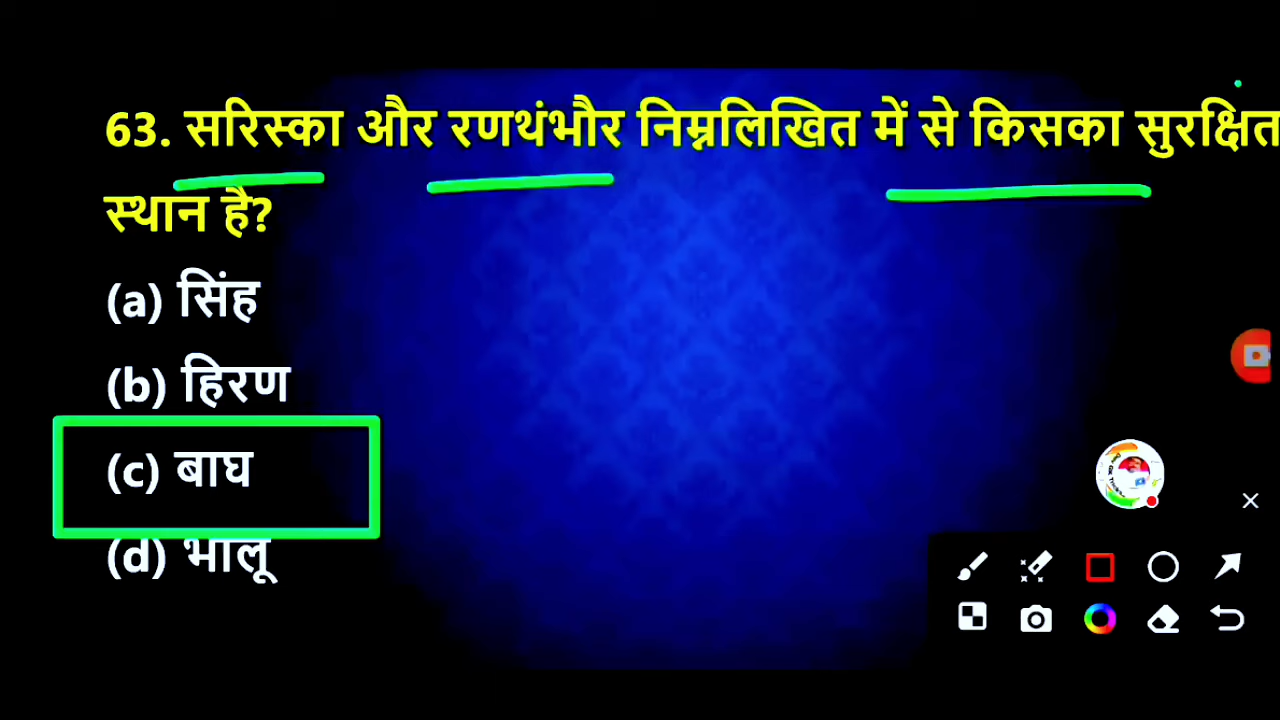 63. सरिस्का और रणथंभौर निम्नलिखित में से किसका सुरक्षित
स्थान है?
(a) सिंह
(b) हिरण
(c) बाघ
(d) भालू